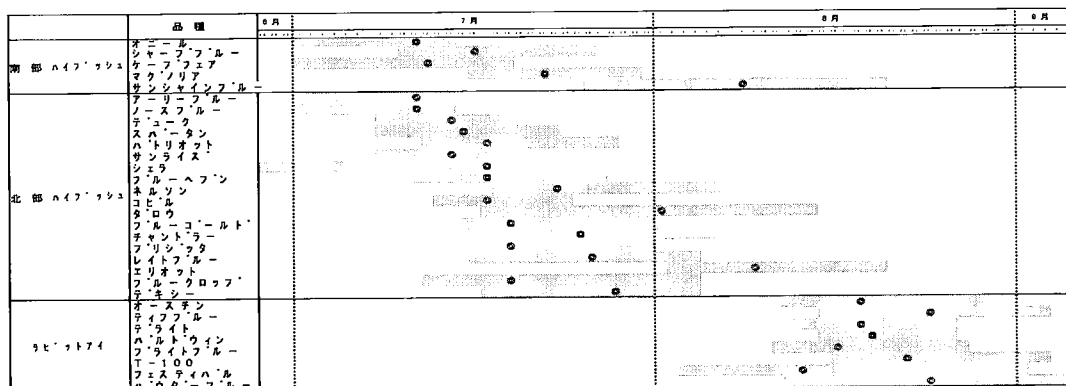 品種 6月 7月 8月 9月
南部ハイブッシュ
オニール
シャープブルー
ケープフェア
マグノリア
サンシャインブルー
北部ハイブッシュ
アーリーブルー
ノースブルー
デューク
スパータン
パトリオット
サンライズ
シェラ
ブルーヘブン
ネルソン
コビル
ダロウ
ブルーゴールド
チャンドラー
ブリジッタ
レイトブルー
エリオット
ブルークロップ
デキシー
ラビットアイ
オースチン
ティフブルー
デライト
バルドウィン
ブライトブルー
T-100
フェスティバル
パウダーブルー